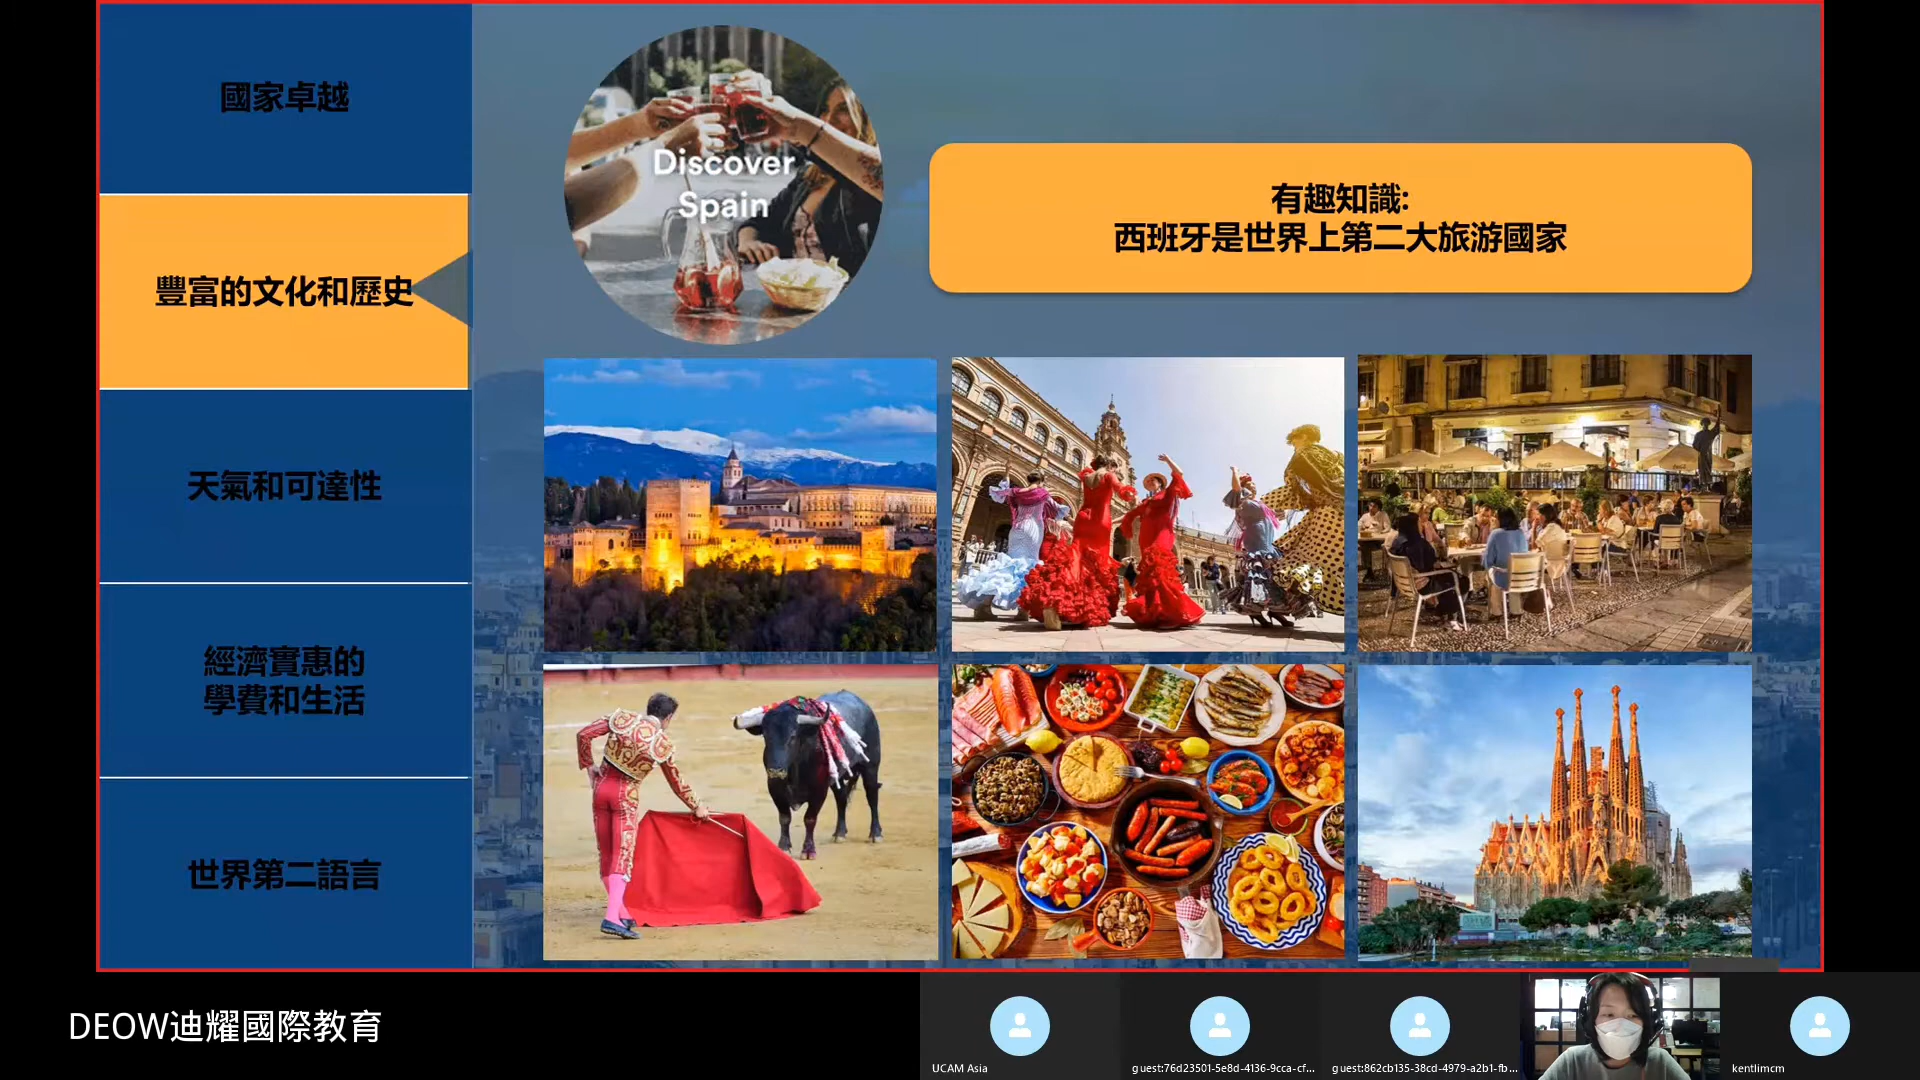 國家卓越
豐富的文化和歷史
天氣和可達性
經濟實惠的
學費和生活
世界第二語言
Discover
Spain
有趣知識:
西班牙是世界上第二大旅游國家
DEOW迪耀國際教育
UCAM Asia
guest:76d23501-5e8d-4136-9cca-cf...
guest:862cb135-38cd-4979-a2b1-fb...
kentlimcm